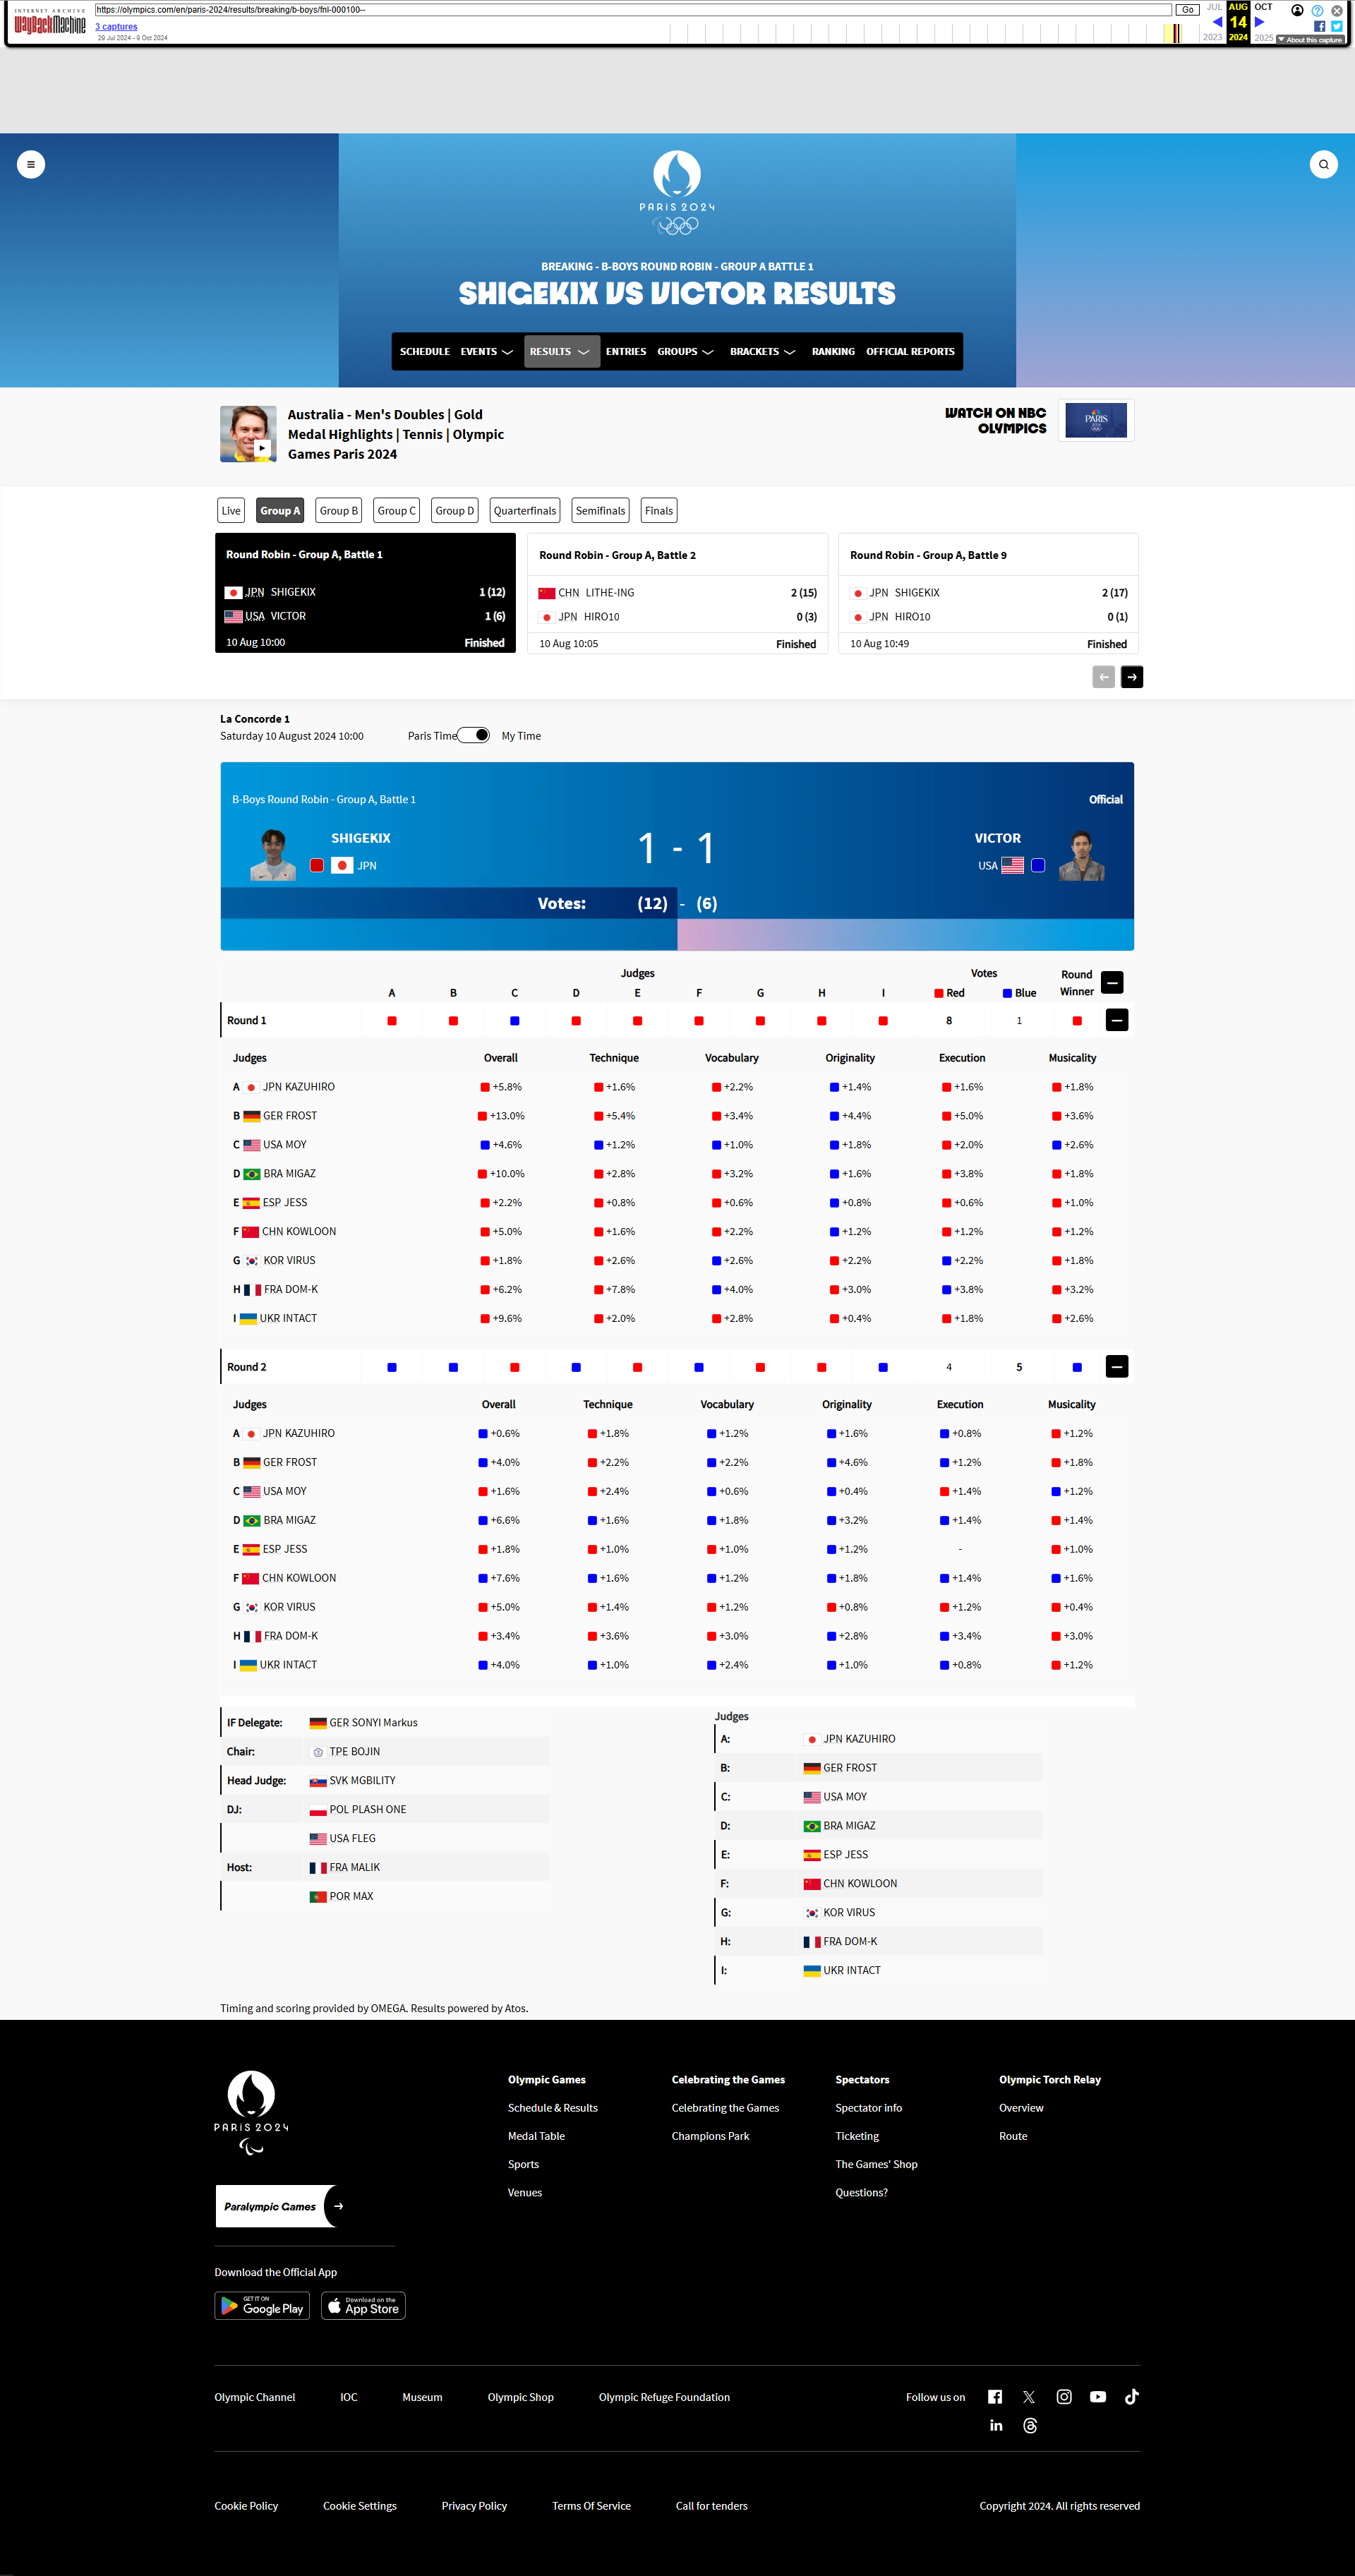 INTERNET ARCHIVE
WayBackMachine
https://olympics.com/en/paris-2024/results/breaking/b-boys/fnl-000100--
Go
JUL AUG OCT
3 captures
14
29 Jul 2024 - 9 Oct 2024
2023 2024 2025
About this capture
PARIS 2024
BREAKING - B-BOYS ROUND ROBIN - GROUP A BATTLE 1
SHIGEKIX VS VICTOR RESULTS
SCHEDULE EVENTS RESULTS ENTRIES GROUPS BRACKETS RANKING OFFICIAL REPORTS
Australia - Men's Doubles | Gold
Medal Highlights | Tennis | Olympic
Games Paris 2024
WATCH ON NBC
OLYMPICS
PARIS
2024
Live Group A Group B Group C Group D Quarterfinals Semifinals Finals
Round Robin - Group A, Battle 1
JPN SHIGEKIX 1 (12)
USA VICTOR 1 (6)
10 Aug 10:00 Finished
Round Robin - Group A, Battle 2
CHN LITHE-ING 2 (15)
JPN HIRO10 0 (3)
10 Aug 10:05 Finished
Round Robin - Group A, Battle 9
JPN SHIGEKIX 2 (17)
JPN HIRO10 0 (1)
10 Aug 10:49 Finished
La Concorde 1
Saturday 10 August 2024 10:00 Paris Time My Time
B-Boys Round Robin - Group A, Battle 1 Official
SHIGEKIX 1 - 1 VICTOR
JPN USA
Votes: (12) - (6)
Judges Votes Round
Winner
A B C D E F G H I Red Blue
Round 1 8 1
Judges Overall Technique Vocabulary Originality Execution Musicality
A JPN KAZUHIRO +5.8% +1.6% +2.2% +1.4% +1.6% +1.8%
B GER FROST +13.0% +5.4% +3.4% +4.4% +5.0% +3.6%
C USA MOY +4.6% +1.2% +1.0% +1.8% +2.0% +2.6%
D BRA MIGAZ +10.0% +2.8% +3.2% +1.6% +3.8% +1.8%
E ESP JESS +2.2% +0.8% +0.6% +0.8% +0.6% +1.0%
F CHN KOWLOON +5.0% +1.6% +2.2% +1.2% +1.2% +1.2%
G KOR VIRUS +1.8% +2.6% +2.6% +2.2% +2.2% +1.8%
H FRA DOM-K +6.2% +7.8% +4.0% +3.0% +3.8% +3.2%
I UKR INTACT +9.6% +2.0% +2.8% +0.4% +1.8% +2.6%
Round 2 4 5
Judges Overall Technique Vocabulary Originality Execution Musicality
A JPN KAZUHIRO +0.6% +1.8% +1.2% +1.6% +0.8% +1.2%
B GER FROST +4.0% +2.2% +2.2% +4.6% +1.2% +1.8%
C USA MOY +1.6% +2.4% +0.6% +0.4% +1.4% +1.2%
D BRA MIGAZ +6.6% +1.6% +1.8% +3.2% +1.4% +1.4%
E ESP JESS +1.8% +1.0% +1.0% +1.2% - +1.0%
F CHN KOWLOON +7.6% +1.6% +1.2% +1.8% +1.4% +1.6%
G KOR VIRUS +5.0% +1.4% +1.2% +0.8% +1.2% +0.4%
H FRA DOM-K +3.4% +3.6% +3.0% +2.8% +3.4% +3.0%
I UKR INTACT +4.0% +1.0% +2.4% +1.0% +0.8% +1.2%
IF Delegate: GER SONYI Markus
Chair: TPE BOJIN
Head Judge: SVK MGBILITY
DJ: POL PLASH ONE
USA FLEG
Host: FRA MALIK
POR MAX
Judges
A: JPN KAZUHIRO
B: GER FROST
C: USA MOY
D: BRA MIGAZ
E: ESP JESS
F: CHN KOWLOON
G: KOR VIRUS
H: FRA DOM-K
I: UKR INTACT
Timing and scoring provided by OMEGA. Results powered by Atos.
PARIS 2024
Paralympic Games
Download the Official App
GET IT ON
Google Play
Download on the
App Store
Olympic Games
Schedule & Results
Medal Table
Sports
Venues
Celebrating the Games
Celebrating the Games
Champions Park
Spectators
Spectator info
Ticketing
The Games' Shop
Questions?
Olympic Torch Relay
Overview
Route
Olympic Channel IOC Museum Olympic Shop Olympic Refuge Foundation Follow us on
Cookie Policy Cookie Settings Privacy Policy Terms Of Service Call for tenders Copyright 2024. All rights reserved